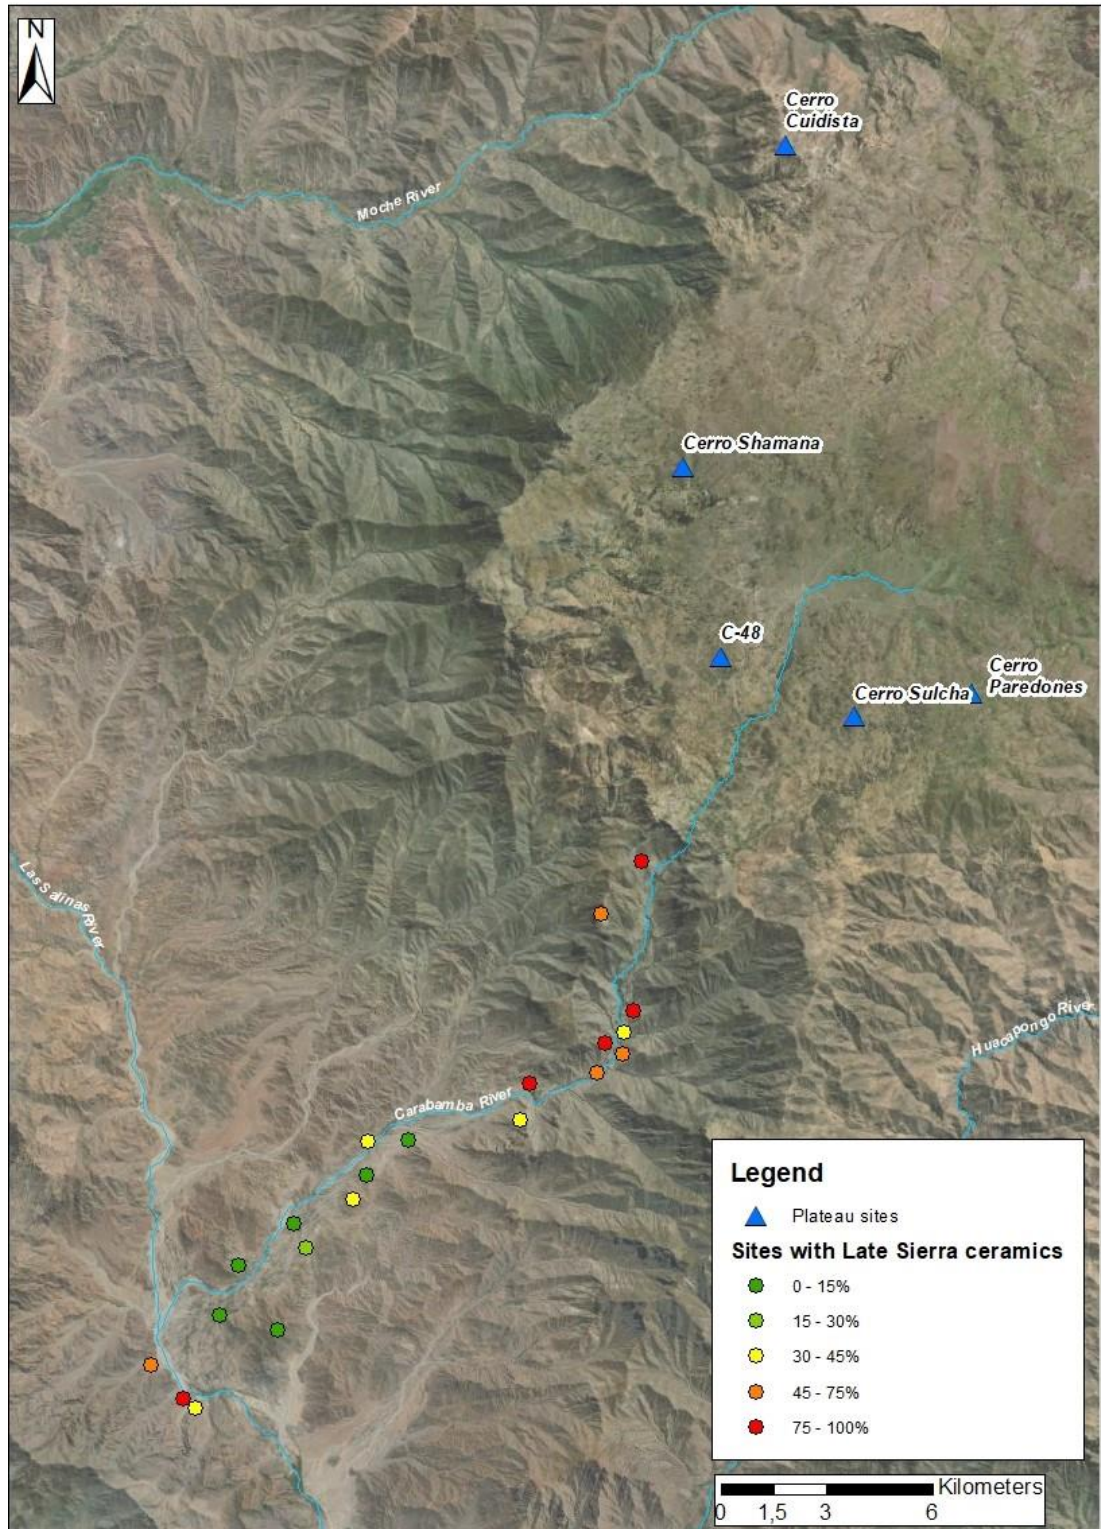 N
Cerro
Cuidista
Moche River
Cerro Shamana
C-48
Cerro
Paredones
Cerro Sulcha
Las Salinas River
Huacapongo River
Carabamba River
Legend
Plateau sites
Sites with Late Sierra ceramics
0 - 15%
15 - 30%
30 - 45%
45 - 75%
75 - 100%
Kilometers
0 1,5 3 6